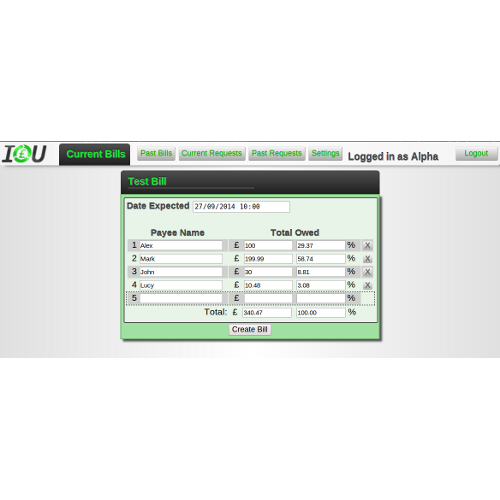 IOU Current Bills Past Bills Current Requests Past Requests Settings Logged in as Alpha Logout
Test Bill
Date Expected 27/09/2014 10:00
Payee Name Total Owed
1 Alex £ 100 29.37 % X
2 Mark £ 199.99 58.74 % X
3 John £ 30 8.81 % X
4 Lucy £ 10.48 3.08 % X
5 £ %
Total: £ 340.47 100.00 %
Create Bill